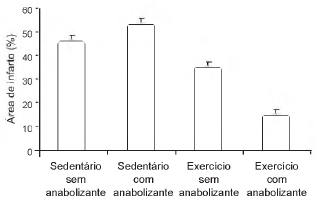 60
50
40
30
20
10
0
Área de infarto (%)
Sedentário sem anabolizante
Sedentário com anabolizante
Exercício sem anabolizante
Exercício com anabolizante